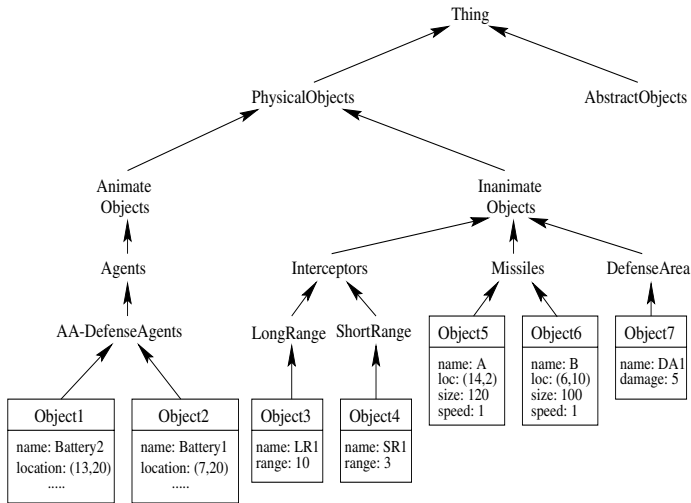 Thing
PhysicalObjects
AbstractObjects
Animate
Objects
Inanimate
Objects
Agents
Interceptors
Missiles
DefenseArea
AA-DefenseAgents
LongRange
ShortRange
Object5
name: A
loc: (14,2)
size: 120
speed: 1
Object6
name: B
loc: (6,10)
size: 100
speed: 1
Object7
name: DA1
damage: 5
Object1
name: Battery2
location: (13,20)
.....
Object2
name: Battery1
location: (7,20)
.....
Object3
name: LR1
range: 10
Object4
name: SR1
range: 3